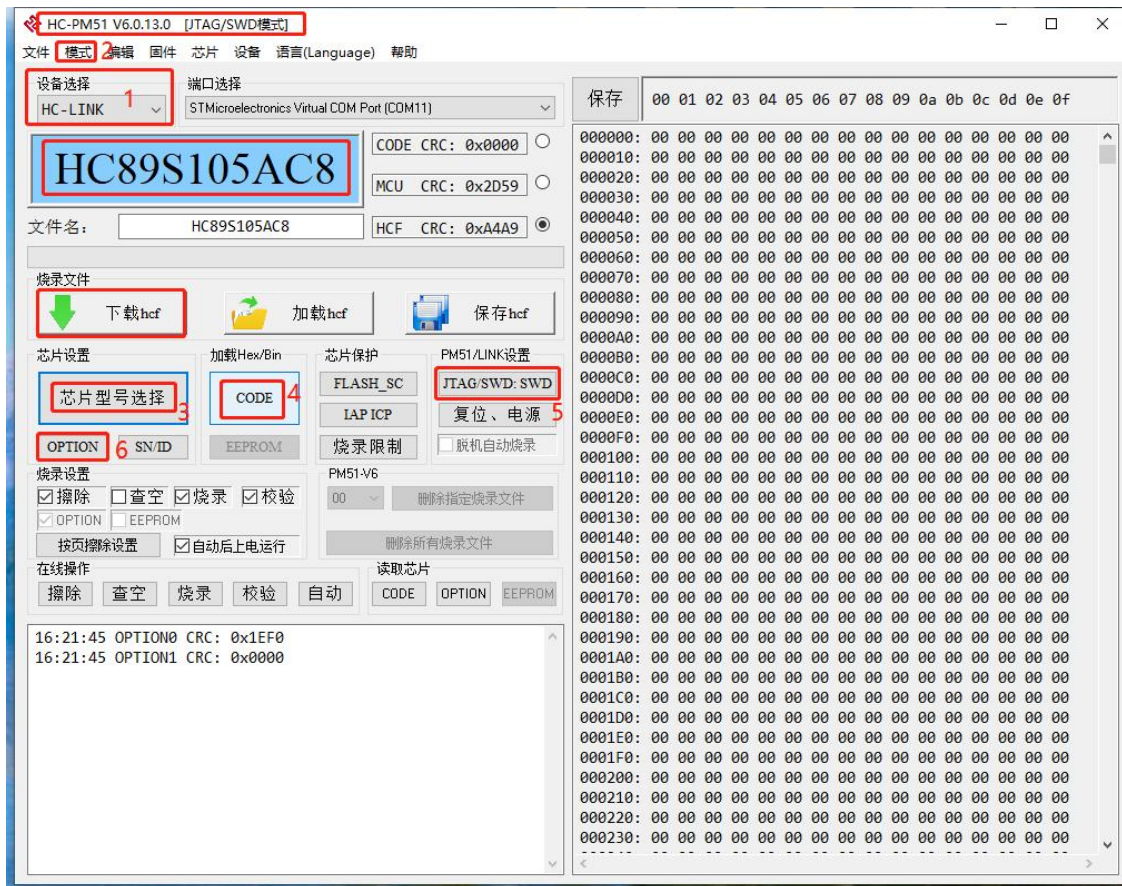 HC-PM51 V6.0.13.0 [JTAG/SWD模式]
文件 模式 2 编辑 固件 芯片 设备 语言(Language) 帮助
设备选择 端口选择
HC-LINK 1 STMicroelectronics Virtual COM Port (COM11)
HC89S105AC8
CODE CRC: 0x0000
MCU CRC: 0x2D59
文件名： HC89S105AC8 HCF CRC: 0xA4A9
烧录文件
下载hcf 加载hcf 保存hcf
芯片设置 加载Hex/Bin 芯片保护 PM51/LINK设置
芯片型号选择 3 CODE 4 FLASH_SC JTAG/SWD: SWD
IAP ICP 复位、电源 5
OPTION 6 SN/ID EEPROM 烧录限制 脱机自动烧录
烧录设置 PM51-V6
擦除 查空 烧录 校验 00 删除指定烧录文件
OPTION EEPROM
按页擦除设置 自动后上电运行 删除所有烧录文件
在线操作 读取芯片
擦除 查空 烧录 校验 自动 CODE OPTION EEPROM
16:21:45 OPTION0 CRC: 0x1EF0
16:21:45 OPTION1 CRC: 0x0000
保存 00 01 02 03 04 05 06 07 08 09 0a 0b 0c 0d 0e 0f
000000: 00 00 00 00 00 00 00 00 00 00 00 00 00 00 00 00
000010: 00 00 00 00 00 00 00 00 00 00 00 00 00 00 00 00
000020: 00 00 00 00 00 00 00 00 00 00 00 00 00 00 00 00
000030: 00 00 00 00 00 00 00 00 00 00 00 00 00 00 00 00
000040: 00 00 00 00 00 00 00 00 00 00 00 00 00 00 00 00
000050: 00 00 00 00 00 00 00 00 00 00 00 00 00 00 00 00
000060: 00 00 00 00 00 00 00 00 00 00 00 00 00 00 00 00
000070: 00 00 00 00 00 00 00 00 00 00 00 00 00 00 00 00
000080: 00 00 00 00 00 00 00 00 00 00 00 00 00 00 00 00
000090: 00 00 00 00 00 00 00 00 00 00 00 00 00 00 00 00
0000A0: 00 00 00 00 00 00 00 00 00 00 00 00 00 00 00 00
0000B0: 00 00 00 00 00 00 00 00 00 00 00 00 00 00 00 00
0000C0: 00 00 00 00 00 00 00 00 00 00 00 00 00 00 00 00
0000D0: 00 00 00 00 00 00 00 00 00 00 00 00 00 00 00 00
0000E0: 00 00 00 00 00 00 00 00 00 00 00 00 00 00 00 00
0000F0: 00 00 00 00 00 00 00 00 00 00 00 00 00 00 00 00
000100: 00 00 00 00 00 00 00 00 00 00 00 00 00 00 00 00
000110: 00 00 00 00 00 00 00 00 00 00 00 00 00 00 00 00
000120: 00 00 00 00 00 00 00 00 00 00 00 00 00 00 00 00
000130: 00 00 00 00 00 00 00 00 00 00 00 00 00 00 00 00
000140: 00 00 00 00 00 00 00 00 00 00 00 00 00 00 00 00
000150: 00 00 00 00 00 00 00 00 00 00 00 00 00 00 00 00
000160: 00 00 00 00 00 00 00 00 00 00 00 00 00 00 00 00
000170: 00 00 00 00 00 00 00 00 00 00 00 00 00 00 00 00
000180: 00 00 00 00 00 00 00 00 00 00 00 00 00 00 00 00
000190: 00 00 00 00 00 00 00 00 00 00 00 00 00 00 00 00
0001A0: 00 00 00 00 00 00 00 00 00 00 00 00 00 00 00 00
0001B0: 00 00 00 00 00 00 00 00 00 00 00 00 00 00 00 00
0001C0: 00 00 00 00 00 00 00 00 00 00 00 00 00 00 00 00
0001D0: 00 00 00 00 00 00 00 00 00 00 00 00 00 00 00 00
0001E0: 00 00 00 00 00 00 00 00 00 00 00 00 00 00 00 00
0001F0: 00 00 00 00 00 00 00 00 00 00 00 00 00 00 00 00
000200: 00 00 00 00 00 00 00 00 00 00 00 00 00 00 00 00
000210: 00 00 00 00 00 00 00 00 00 00 00 00 00 00 00 00
000220: 00 00 00 00 00 00 00 00 00 00 00 00 00 00 00 00
000230: 00 00 00 00 00 00 00 00 00 00 00 00 00 00 00 00